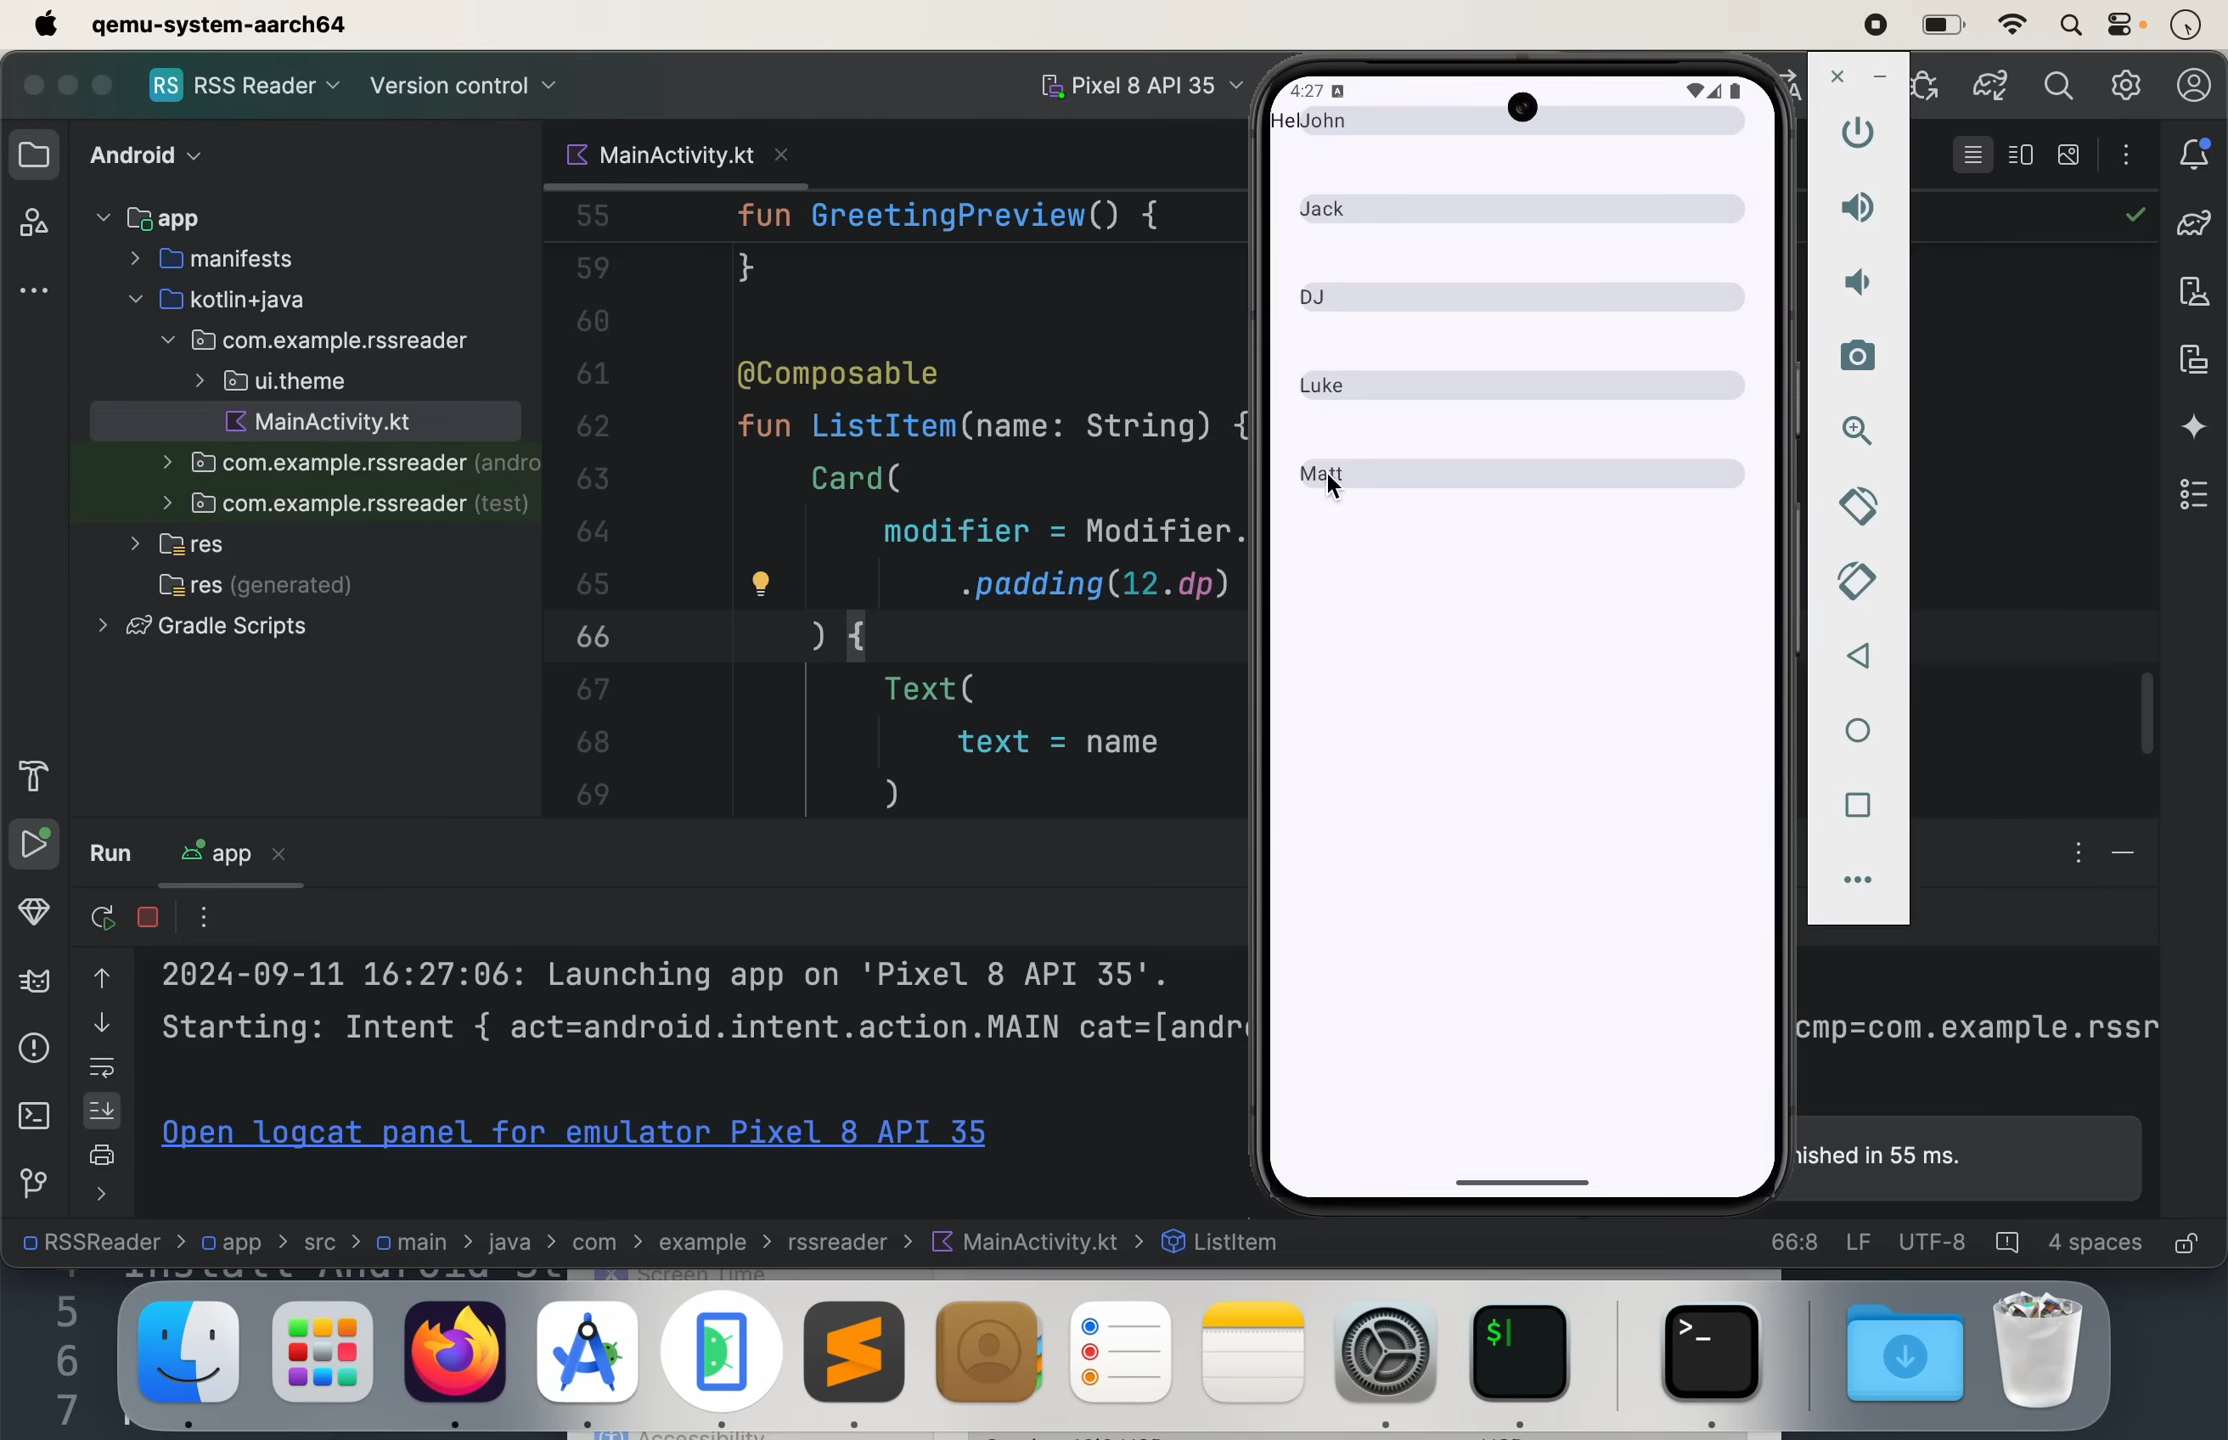 qemu-system-aarch64
RS RSS Reader Version control Pixel 8 API 35
Android
MainActivity.kt
app
manifests
kotlin+java
com.example.rssreader
ui.theme
MainActivity.kt
com.example.rssreader (andro
com.example.rssreader (test)
res
res (generated)
Gradle Scripts
55 fun GreetingPreview() {
59 }
60
61 @Composable
62 fun ListItem(name: String) {
63 Card(
64 modifier = Modifier.
65 .padding(12.dp)
66 ) {
67 Text(
68 text = name
69 )
4:27 A
HelJohn
Jack
DJ
Luke
Matt
Run app
2024-09-11 16:27:06: Launching app on 'Pixel 8 API 35'.
Starting: Intent { act=android.intent.action.MAIN cat=[andr cmp=com.example.rssr
Open logcat panel for emulator Pixel 8 API 35
nished in 55 ms.
RSSReader > app > src > main > java > com > example > rssreader > MainActivity.kt > ListItem
66:8 LF UTF-8 4 spaces
Install Android St
Screen Time
5
6
7
$
>_
Accessibility